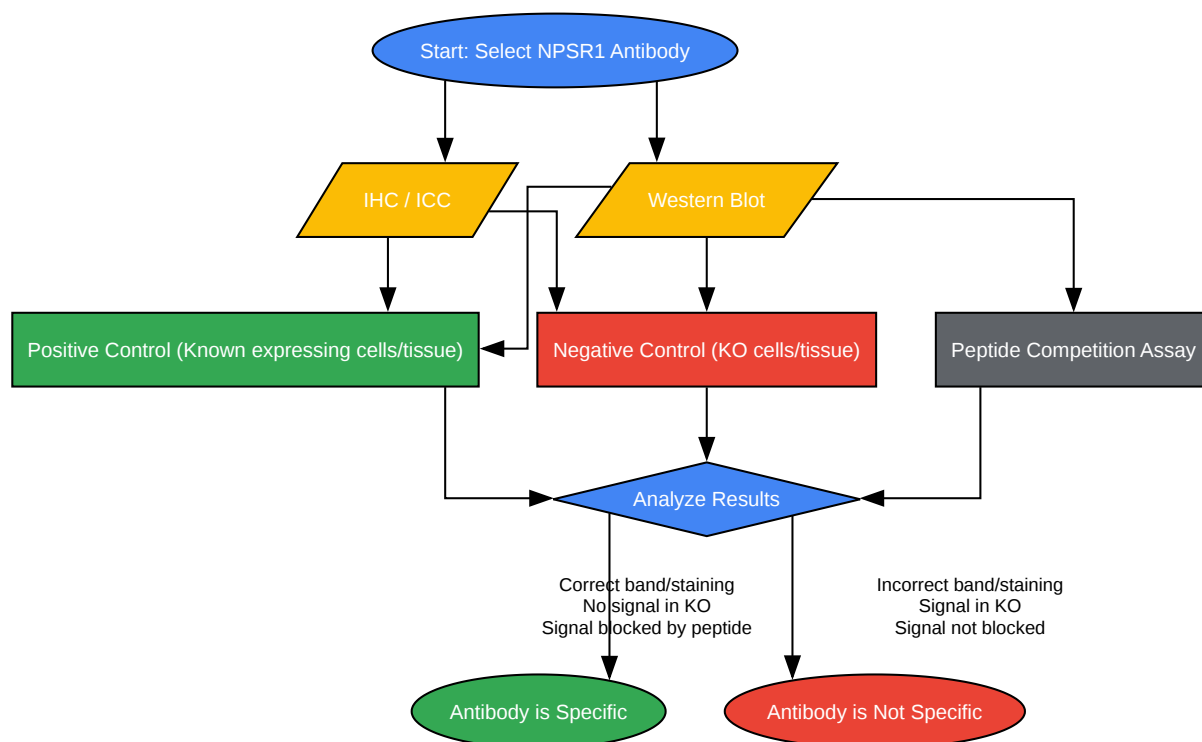 Start: Select NPSR1 Antibody
IHC / ICC
Western Blot
Positive Control (Known expressing cells/tissue)
Negative Control (KO cells/tissue)
Peptide Competition Assay
Analyze Results
Correct band/staining
No signal in KO
Signal blocked by peptide
Incorrect band/staining
Signal in KO
Signal not blocked
Antibody is Specific
Antibody is Not Specific